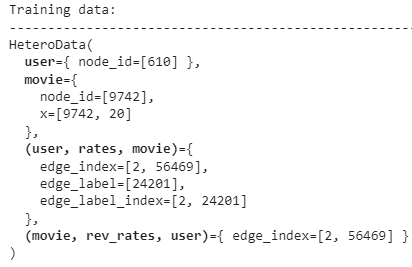 Training data:
------------------------------------------------------
HeteroData(
  user={ node_id=[610] },
  movie={
    node_id=[9742],
    x=[9742, 20]
  },
  (user, rates, movie)={
    edge_index=[2, 56469],
    edge_label=[24201],
    edge_label_index=[2, 24201]
  },
  (movie, rev_rates, user)={ edge_index=[2, 56469] }
)